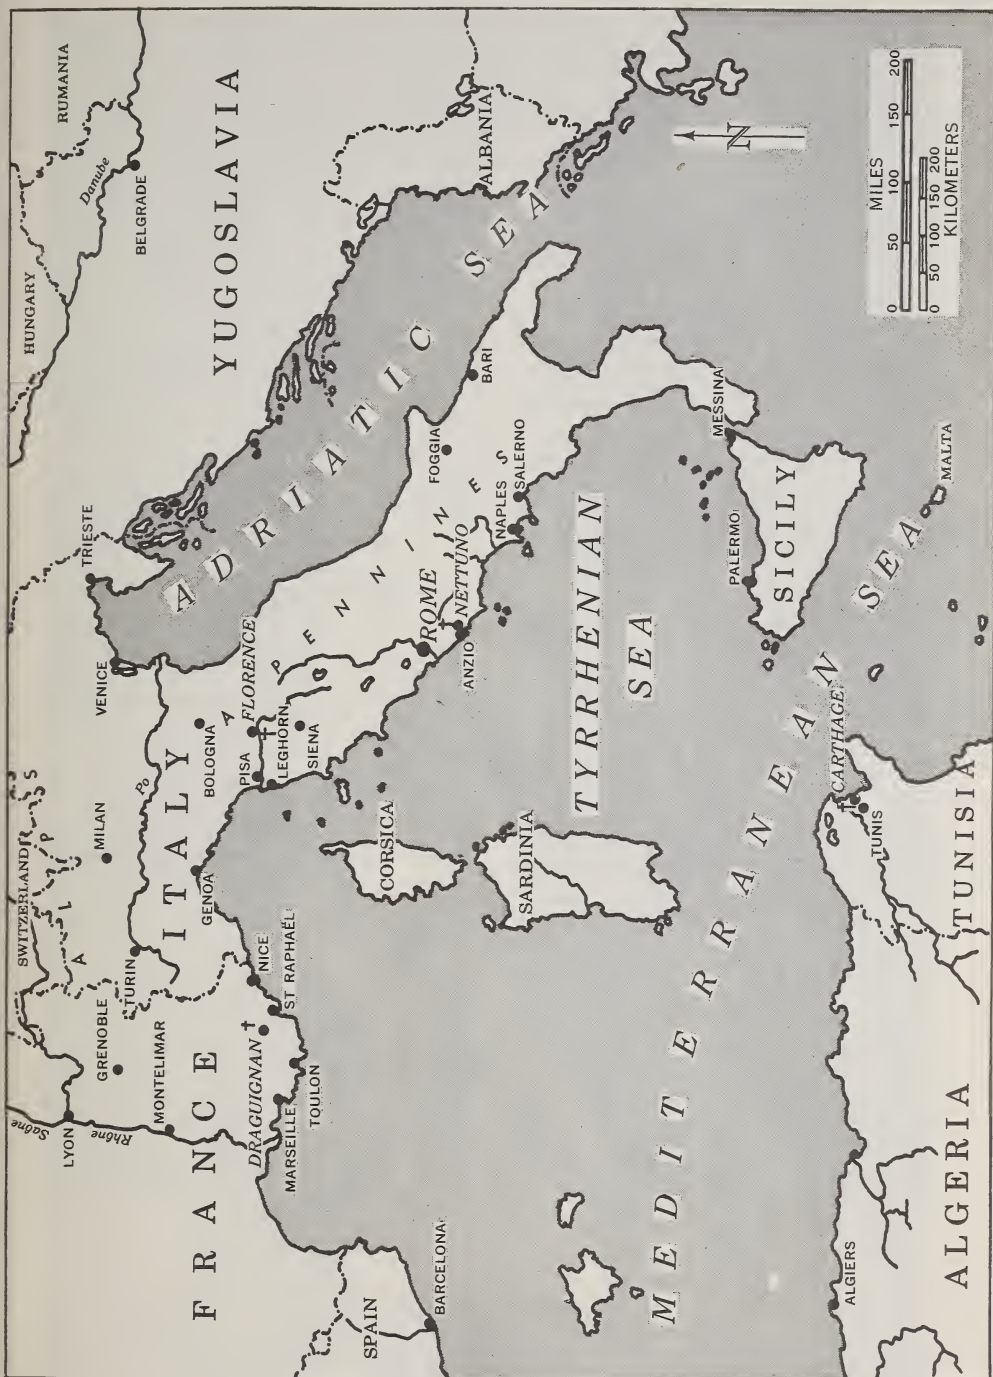 RUMANIA
HUNGARY
Danube
BELGRADE
YUGOSLAVIA
ALBANIA
SWITZERLAND
ALPS
Saône
LYON
Rhône
GRENOBLE
TURIN
MILAN
VENICE
TRIESTE
Po
MONTELIMAR
FRANCE
ITALY
GENOA
BOLOGNA
ADRIATIC SEA
APENNINES
DRAGUIGNAN
MARSEILLE
TOULON
ST RAPHAËL
NICE
PISA
FLORENCE
LEGHORN
SIENA
ROME
NETTUNO
ANZIO
FOGGIA
BARI
NAPLES
SALERNO
SPAIN
BARCELONA
CORSICA
SARDINIA
TYRRHENIAN
SEA
MEDITERRANEAN SEA
PALERMO
MESSINA
SICILY
MALTA
CARTHAGE
TUNIS
TUNISIA
ALGIERS
ALGERIA
N
MILES
0 50 100 150 200
0 50 100 150 200
KILOMETERS